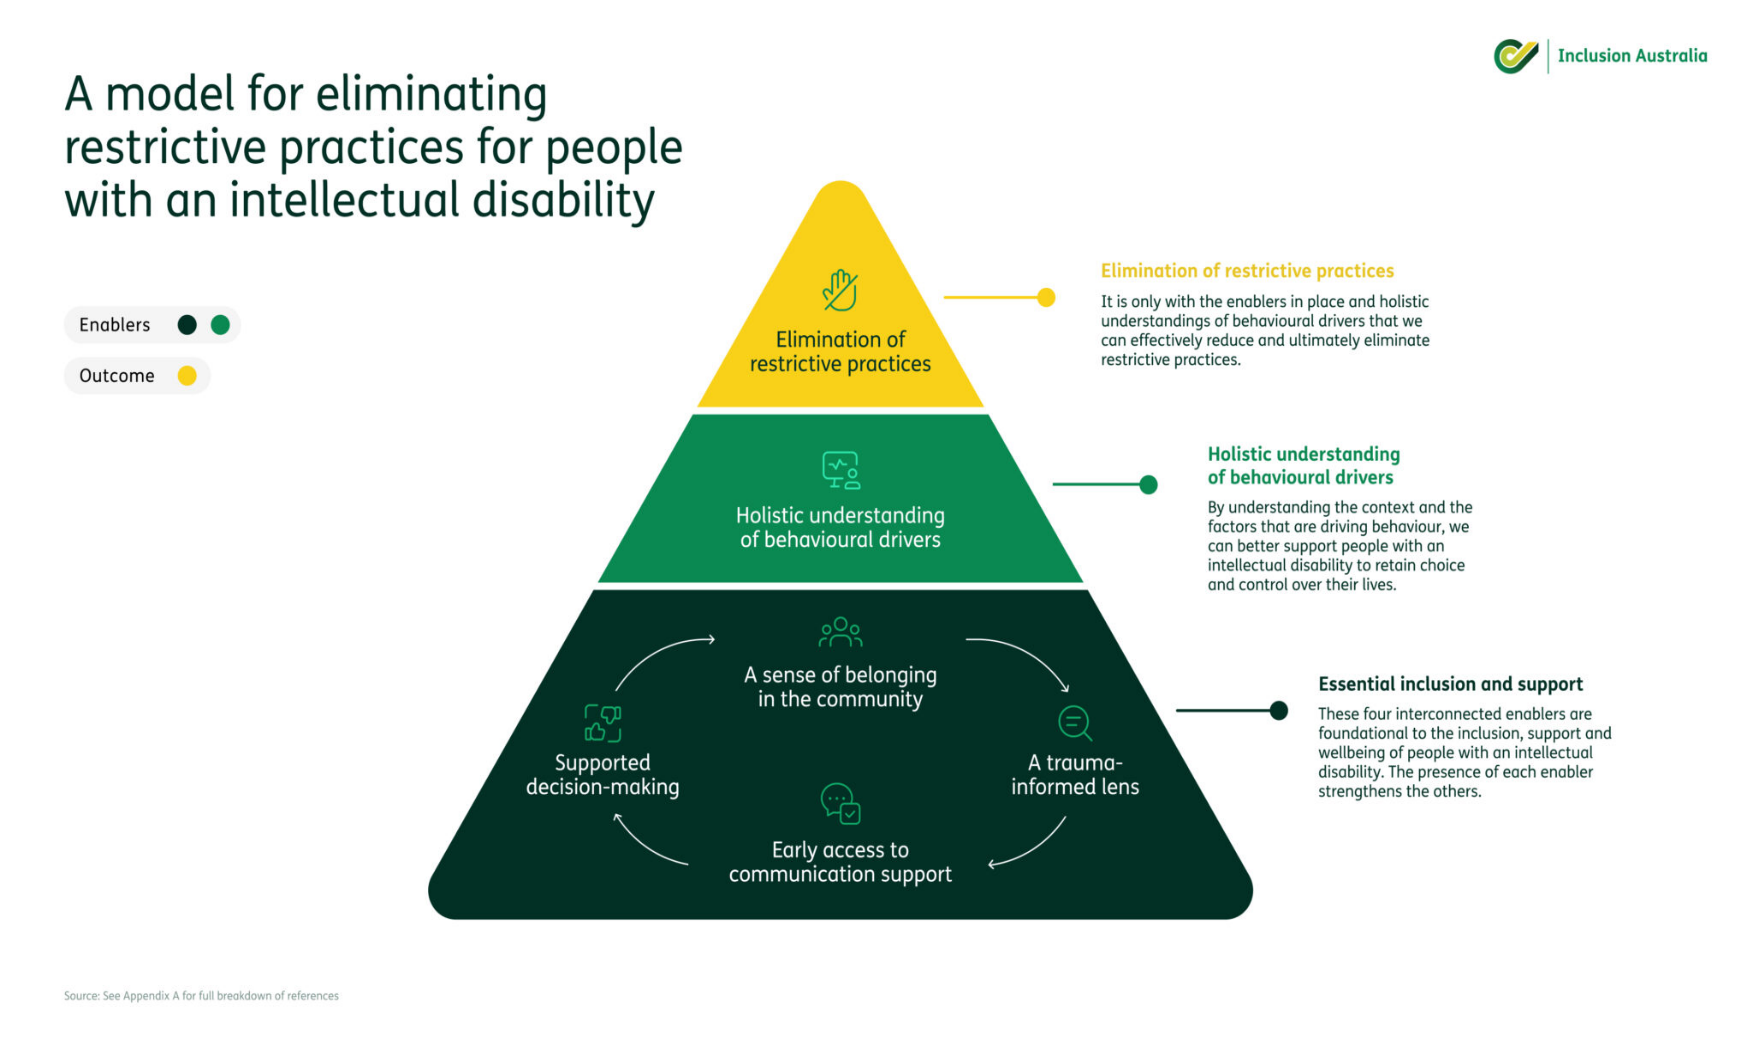 Inclusion Australia
A model for eliminating
restrictive practices for people
with an intellectual disability
Enablers
Outcome
Elimination of
restrictive practices
Elimination of restrictive practices
It is only with the enablers in place and holistic
understandings of behavioural drivers that we
can effectively reduce and ultimately eliminate
restrictive practices.
Holistic understanding
of behavioural drivers
Holistic understanding
of behavioural drivers
By understanding the context and the
factors that are driving behaviour, we
can better support people with an
intellectual disability to retain choice
and control over their lives.
A sense of belonging
in the community
Supported
decision-making
A trauma-
informed lens
Early access to
communication support
Essential inclusion and support
These four interconnected enablers are
foundational to the inclusion, support and
wellbeing of people with an intellectual
disability. The presence of each enabler
strengthens the others.
Source: See Appendix A for full breakdown of references